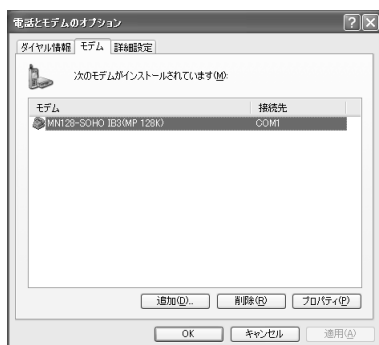 電話とモデムのオプション
ダイヤル情報 モデム 詳細設定
次のモデムがインストールされています(M):
モデム 接続先
MN128-SOHO IB3(MP 128K) COM1
追加(D)... 削除(R) プロパティ(P)
OK キャンセル 適用(A)